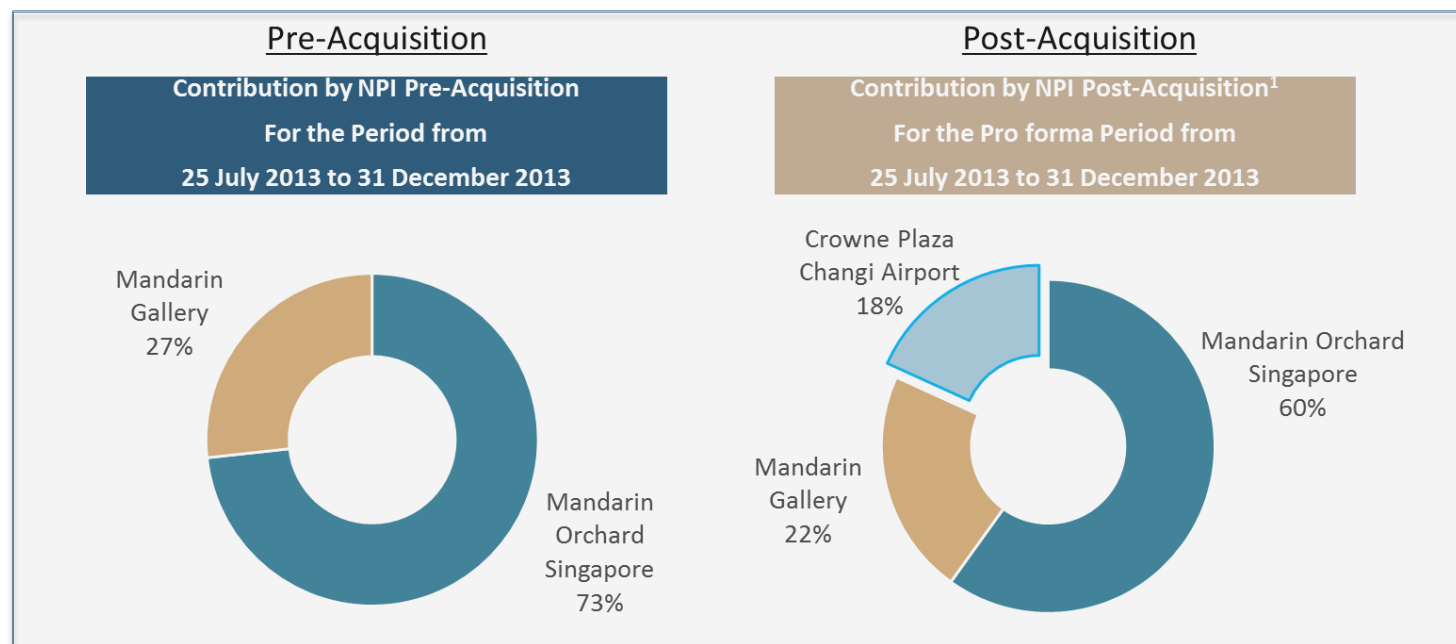 Pre-Acquisition
Contribution by NPI Pre-Acquisition
For the Period from
25 July 2013 to 31 December 2013
Mandarin
Gallery
27%
Mandarin
Orchard
Singapore
73%
Post-Acquisition
Contribution by NPI Post-Acquisition¹
For the Pro forma Period from
25 July 2013 to 31 December 2013
Crowne Plaza
Changi Airport
18%
Mandarin Orchard
Singapore
60%
Mandarin
Gallery
22%